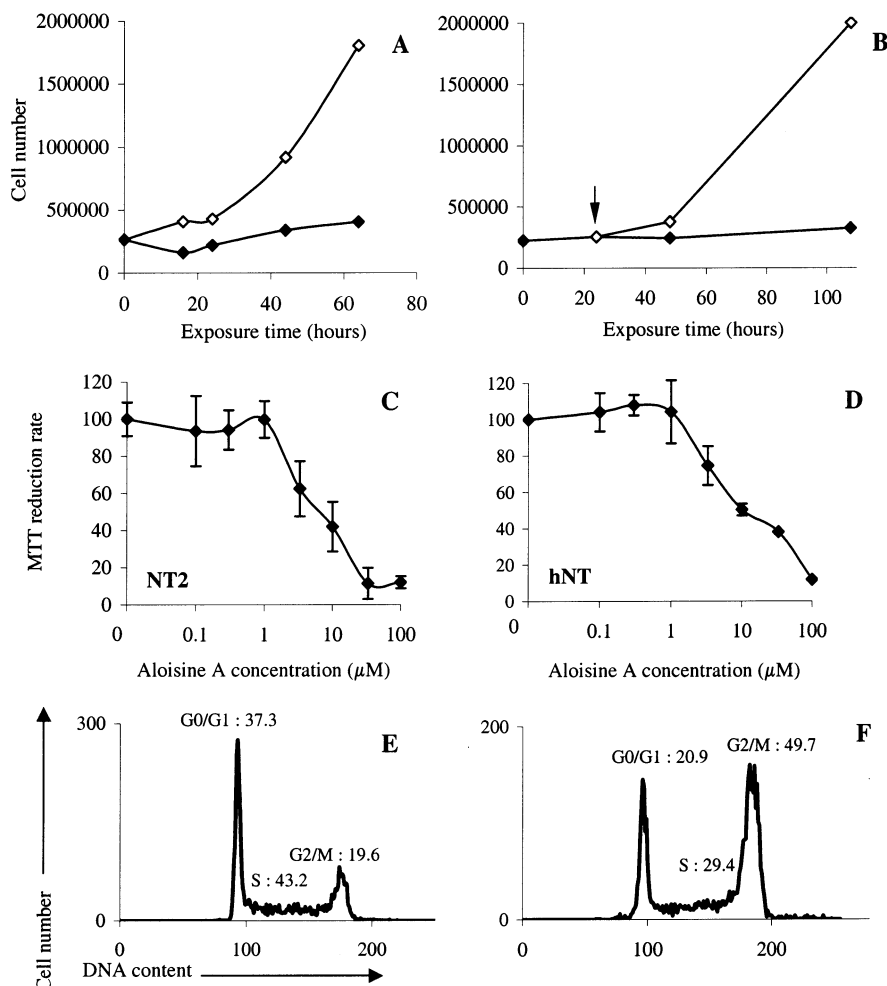 A
2000000
1500000
1000000
500000
0
0 20 40 60 80
Cell number
Exposure time (hours)
B
2000000
1500000
1000000
500000
0
0 20 40 60 80 100
Exposure time (hours)
C
120
100
80
60
40
20
0
0 0.1 1 10 100
MTT reduction rate
NT2
Aloisine A concentration (µM)
D
120
100
80
60
40
20
0
0 0.1 1 10 100
hNT
Aloisine A concentration (µM)
E
300
0
G0/G1 : 37.3
S : 43.2
G2/M : 19.6
0 100 200
Cell number
DNA content
F
200
0
G0/G1 : 20.9
S : 29.4
G2/M : 49.7
0 100 200